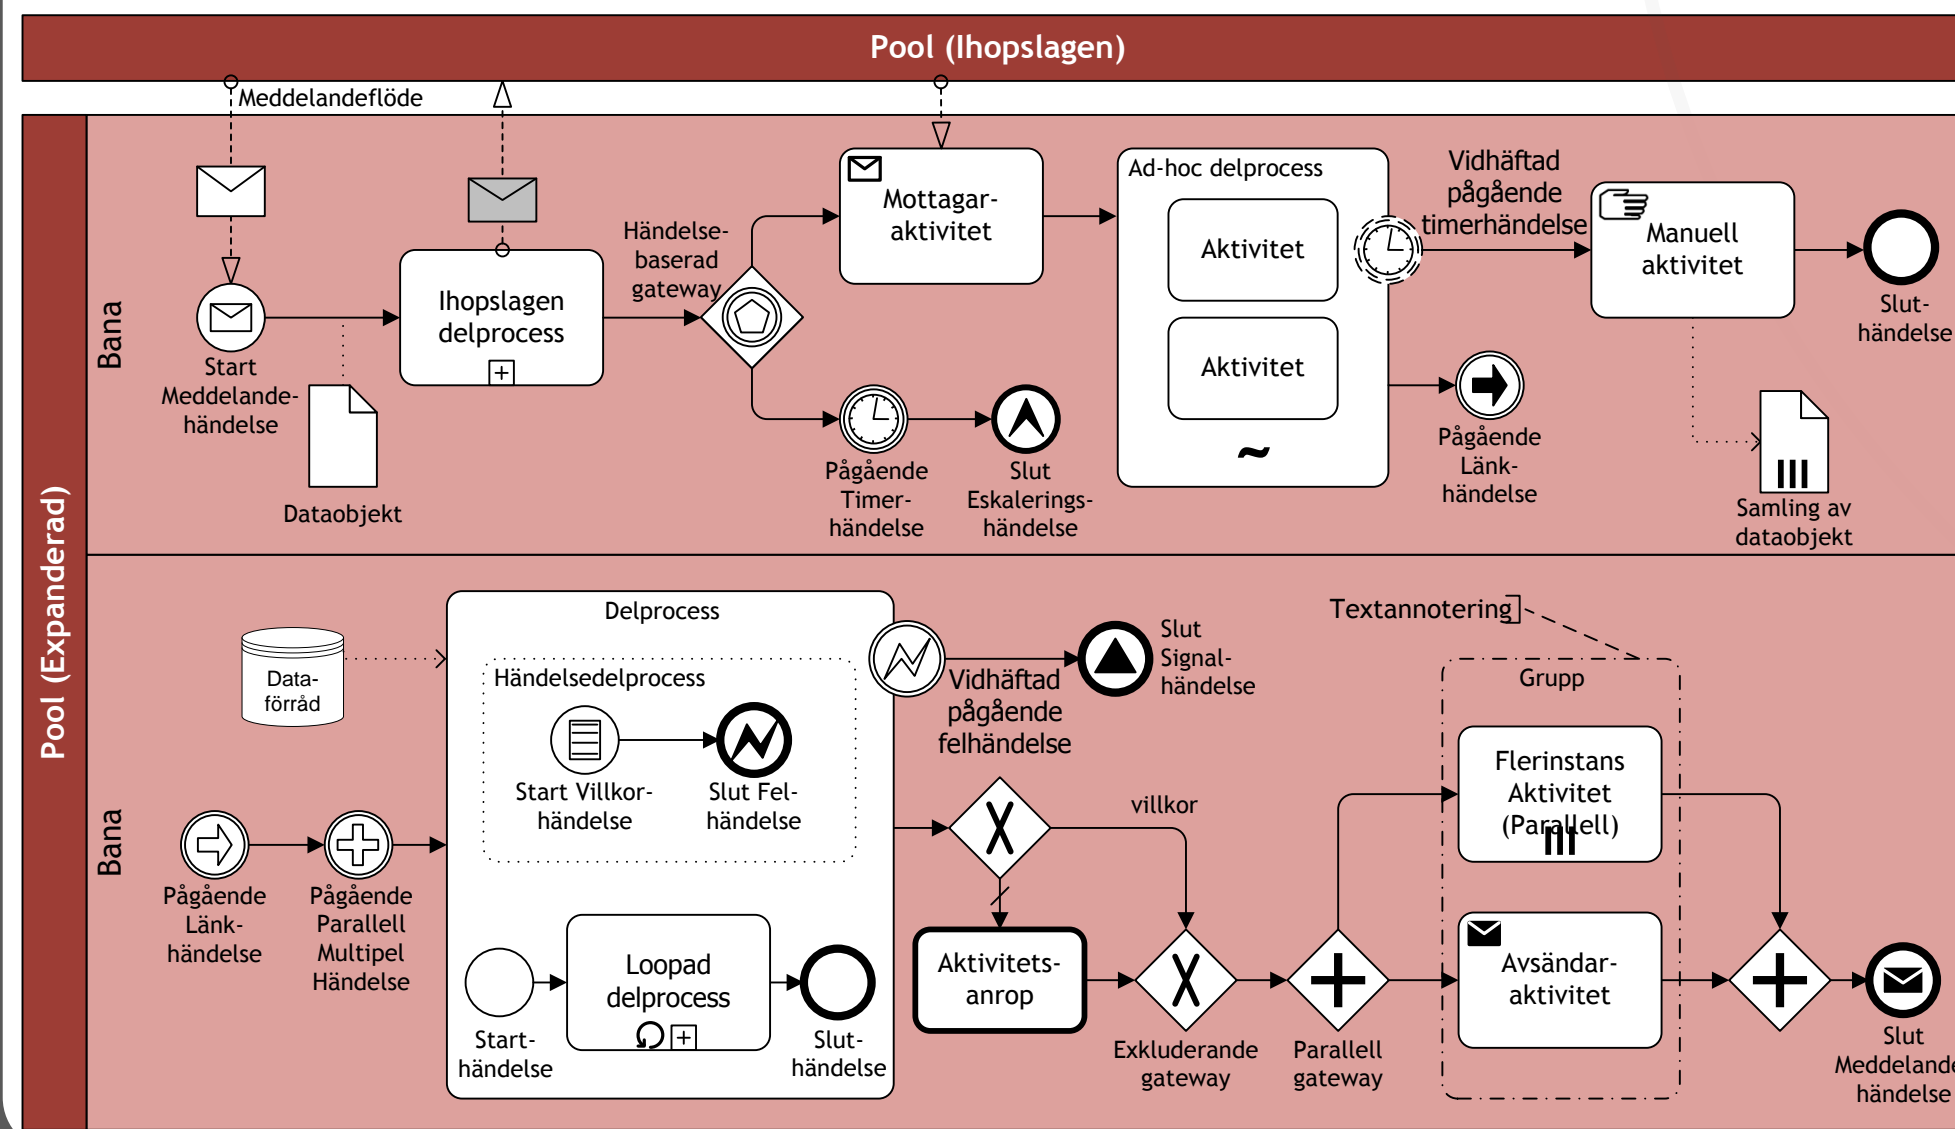 Pool (Ihopslagen)
Meddelandeflöde
Pool (Expanderad)
Bana
Start
Meddelande-
händelse
Dataobjekt
Ihopslagen
delprocess
Händelse-
baserad
gateway
Mottagar-
aktivitet
Pågående
Timer-
händelse
Slut
Eskalerings-
händelse
Ad-hoc delprocess
Aktivitet
Aktivitet
Vidhäftad
pågående
timerhändelse
Pågående
Länk-
händelse
Manuell
aktivitet
Slut-
händelse
Samling av
dataobjekt
Bana
Data-
förråd
Pågående
Länk-
händelse
Pågående
Parallell
Multipel
Händelse
Delprocess
Händelsedelprocess
Start Villkor-
händelse
Slut Fel-
händelse
Start-
händelse
Loopad
delprocess
Slut-
händelse
Vidhäftad
pågående
felhändelse
Slut
Signal-
händelse
villkor
Aktivitets-
anrop
Exkluderande
gateway
Parallell
gateway
Textannotering
Grupp
Flerinstans
Aktivitet
(Parallell)
Avsändar-
aktivitet
Slut
Meddelande
händelse